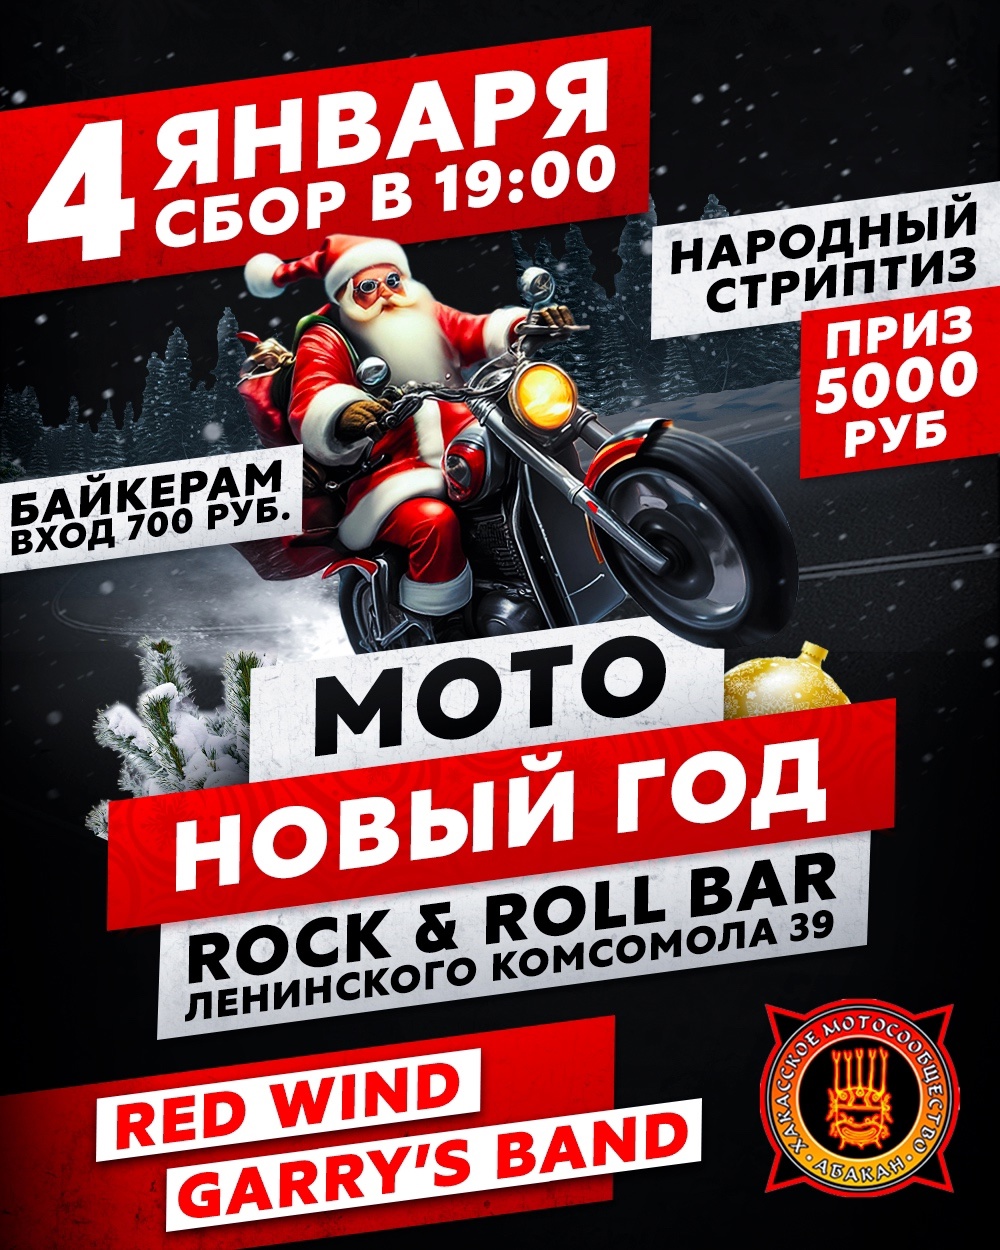 4 ЯНВАРЯ
СБОР В 19:00
НАРОДНЫЙ
СТРИПТИЗ
ПРИЗ
5000
РУБ
БАЙКЕРАМ
ВХОД 700 РУБ.
МОТО
НОВЫЙ ГОД
ROCK & ROLL BAR
ЛЕНИНСКОГО КОМСОМОЛА 39
RED WIND
GARRY'S BAND
ХАКАССКОЕ МОТОСООБЩЕСТВО
• АБАКАН •